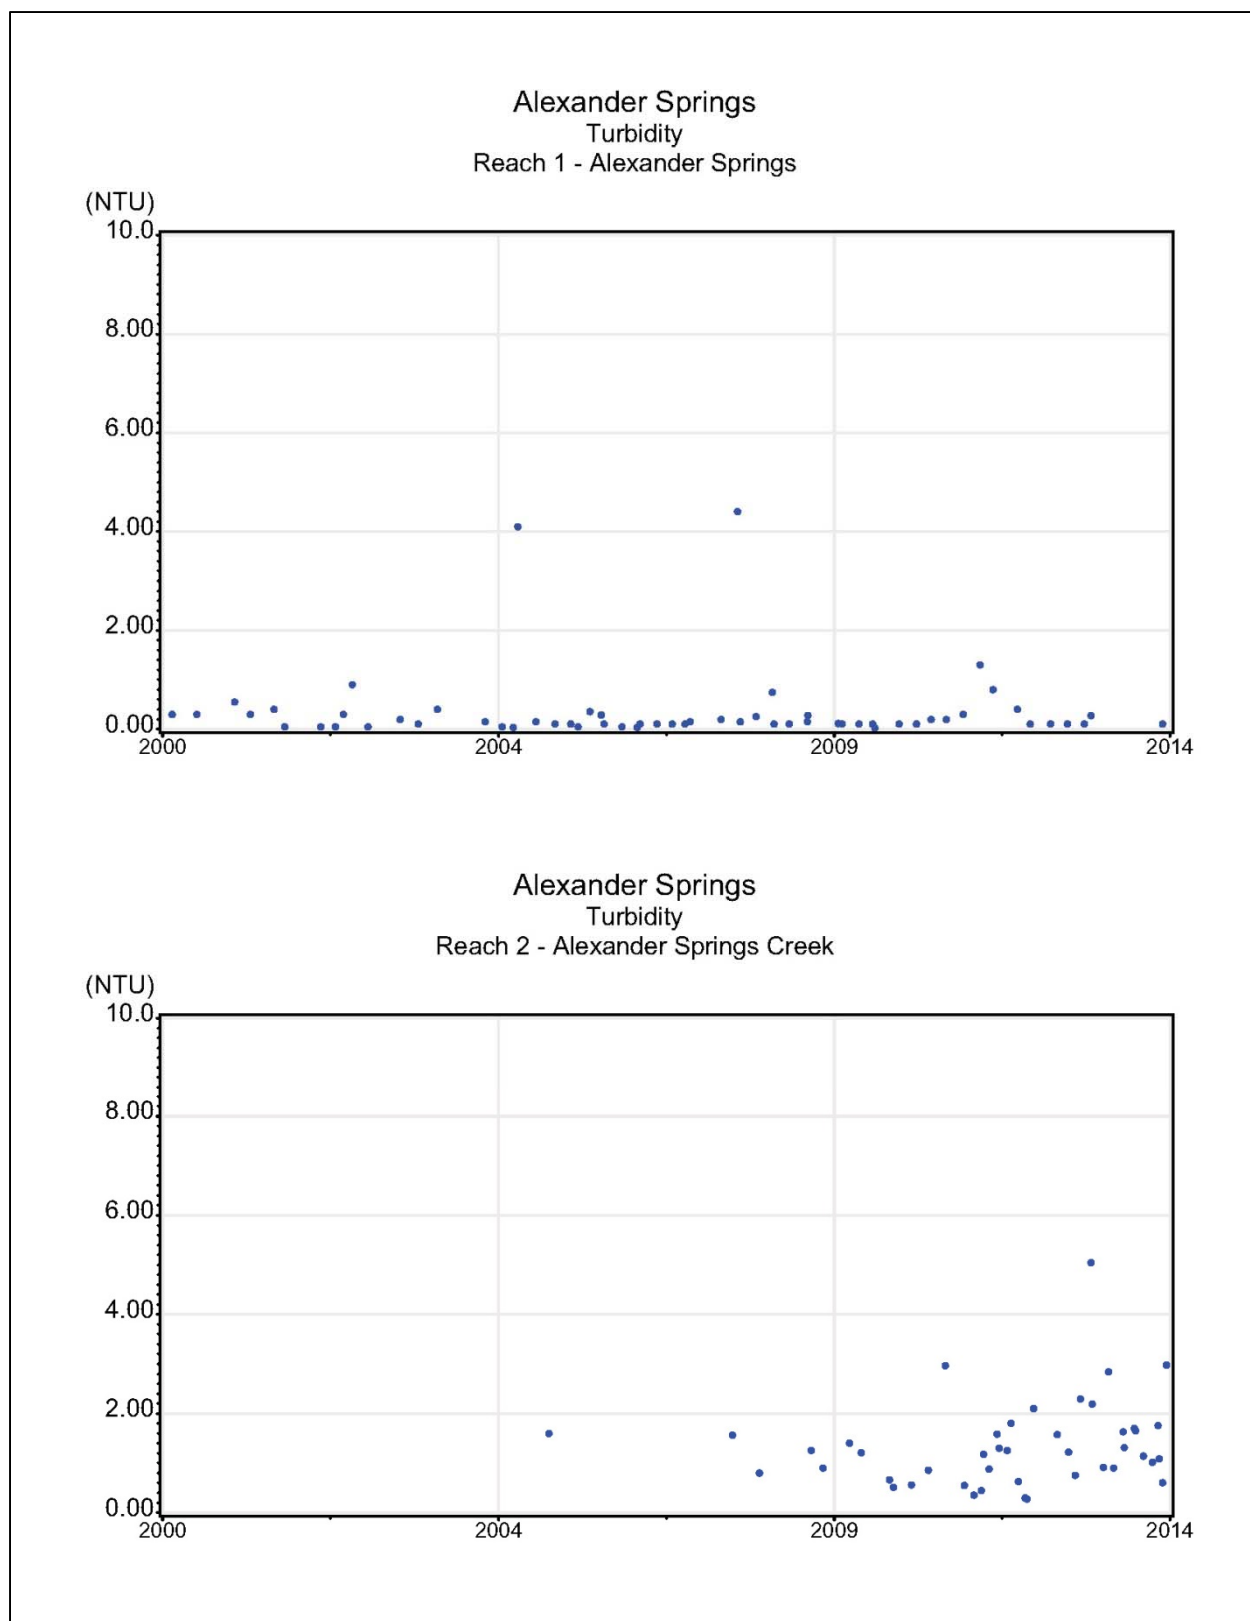 Alexander Springs
Turbidity
Reach 1 - Alexander Springs
(NTU)
10.0
8.00
6.00
4.00
2.00
0.00
2000 2004 2009 2014
Alexander Springs
Turbidity
Reach 2 - Alexander Springs Creek
(NTU)
10.0
8.00
6.00
4.00
2.00
0.00
2000 2004 2009 2014